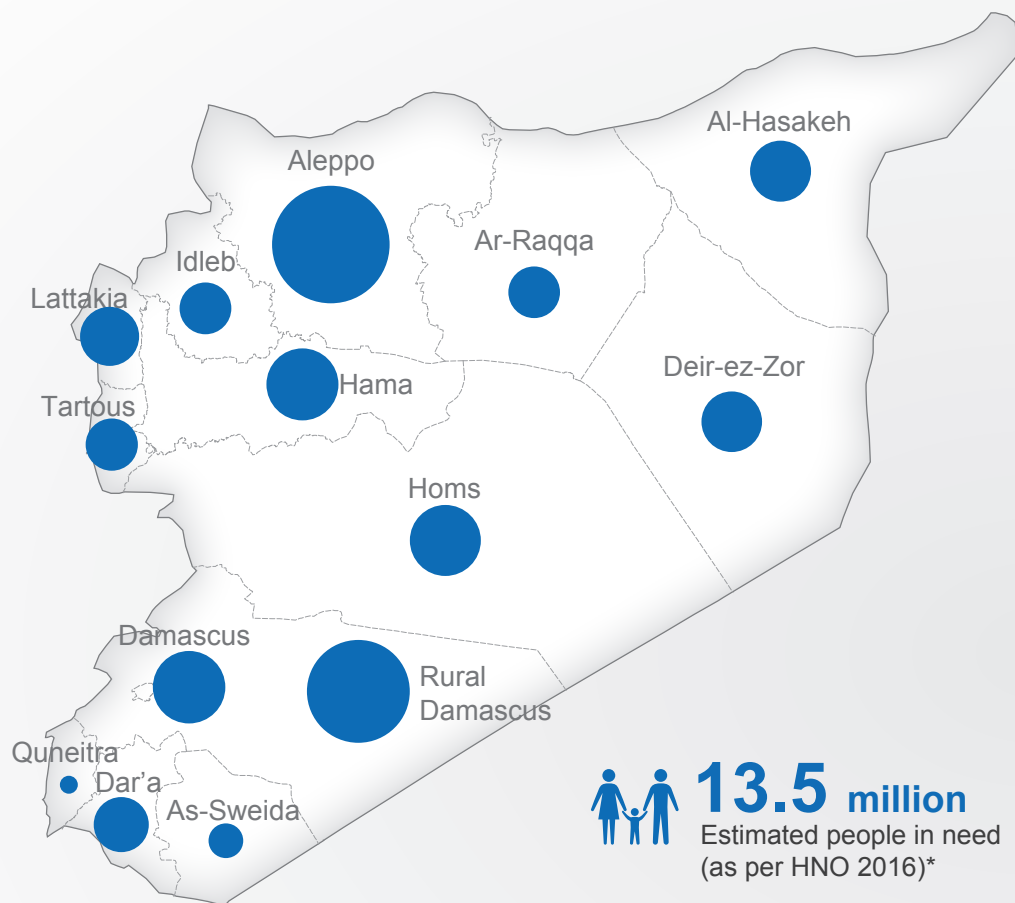 Al-Hasakeh
Aleppo
Ar-Raqqa
Idleb
Lattakia
Deir-ez-Zor
Hama
Tartous
Homs
Damascus
Rural
Damascus
Quneitra
Dar'a
As-Sweida
13.5 million
Estimated people in need
(as per HNO 2016)*